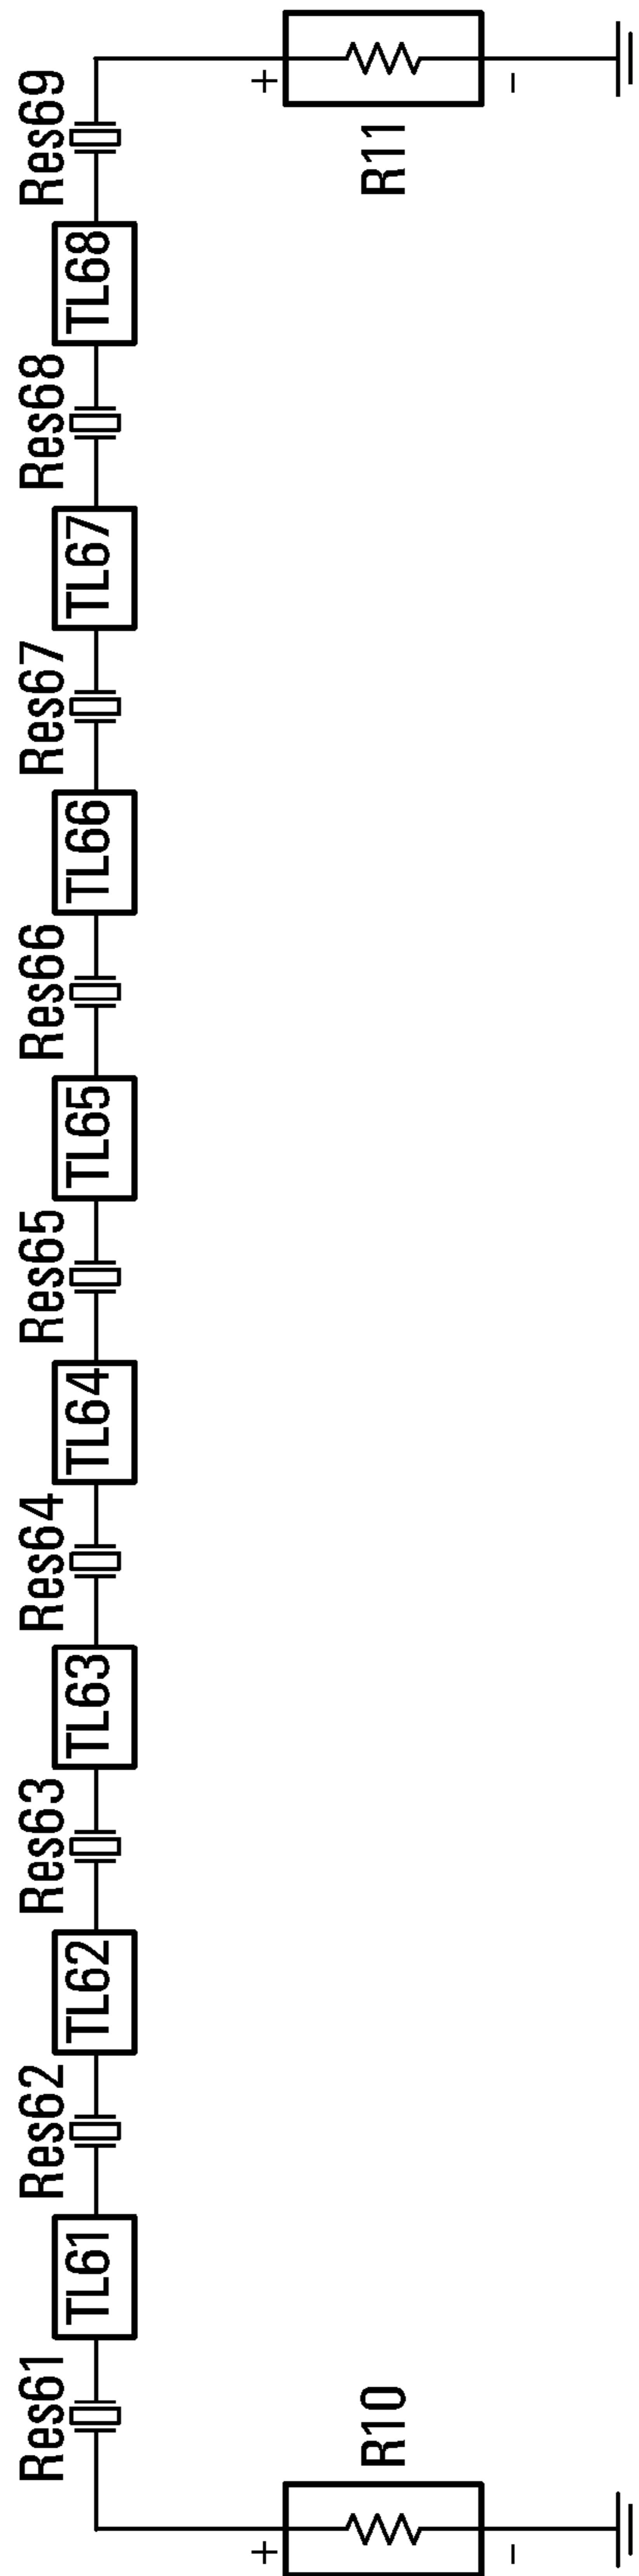 Res61
TL61
Res62
TL62
Res63
TL63
Res64
TL64
Res65
TL65
Res66
TL66
Res67
TL67
Res68
TL68
Res69
+
R10
−
+
R11
−